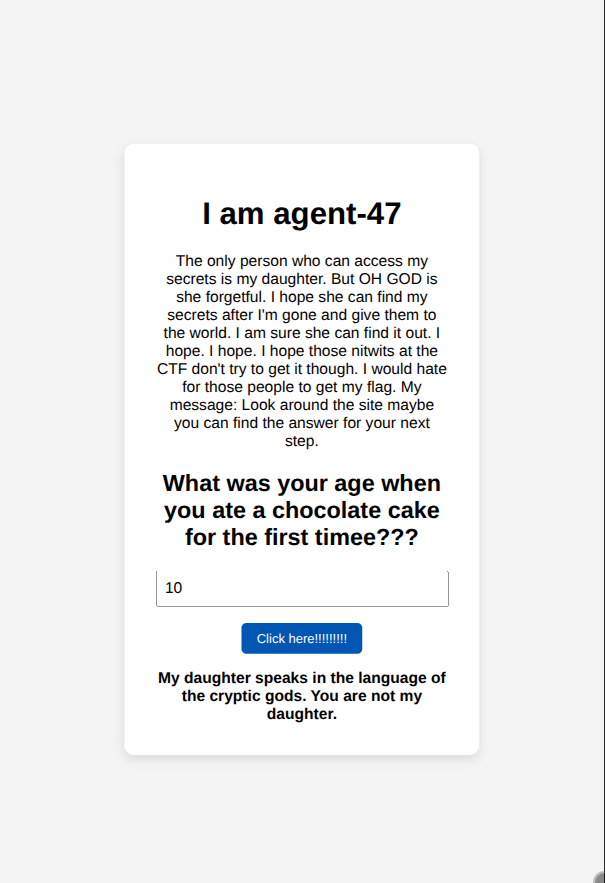 I am agent-47
The only person who can access my
secrets is my daughter. But OH GOD is
she forgetful. I hope she can find my
secrets after I'm gone and give them to
the world. I am sure she can find it out. I
hope. I hope. I hope those nitwits at the
CTF don't try to get it though. I would hate
for those people to get my flag. My
message: Look around the site maybe
you can find the answer for your next
step.
What was your age when
you ate a chocolate cake
for the first timee???
10
Click here!!!!!!!!!
My daughter speaks in the language of
the cryptic gods. You are not my
daughter.